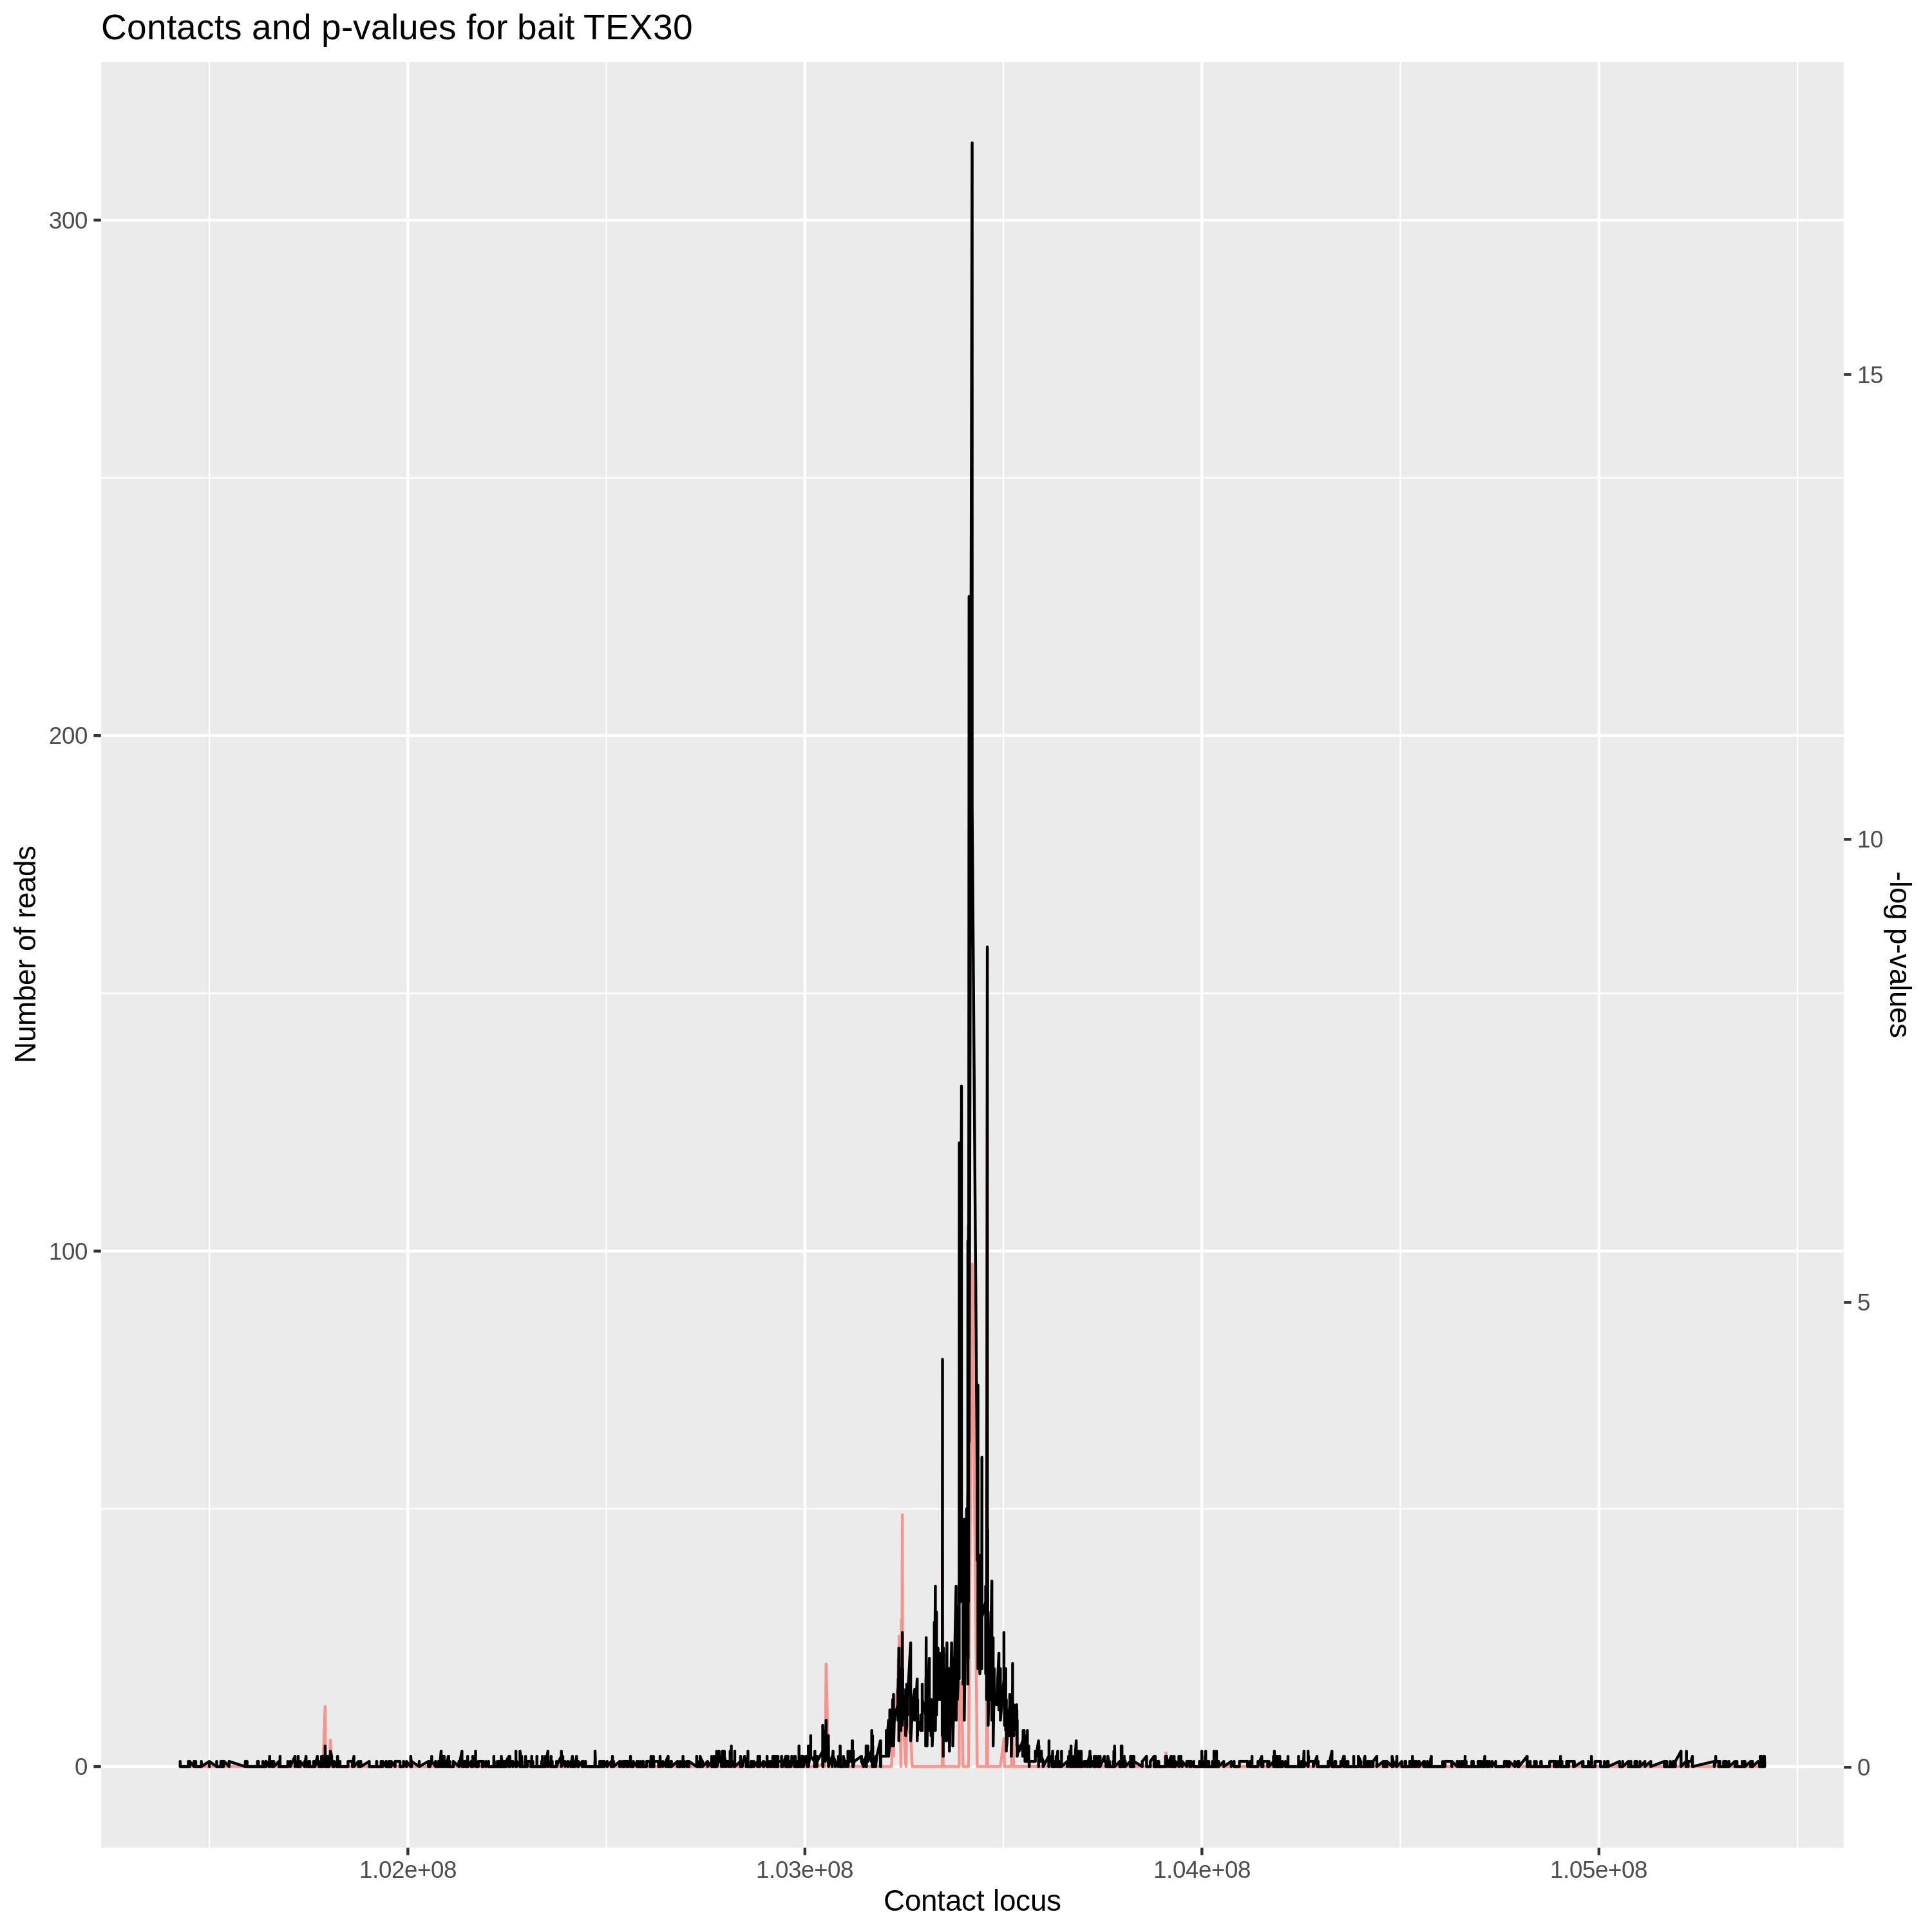 Contacts and p-values for bait TEX30
300
200
100
0
Number of reads
15
10
5
0
-log p-values
1.02e+08
1.03e+08
1.04e+08
1.05e+08
Contact locus